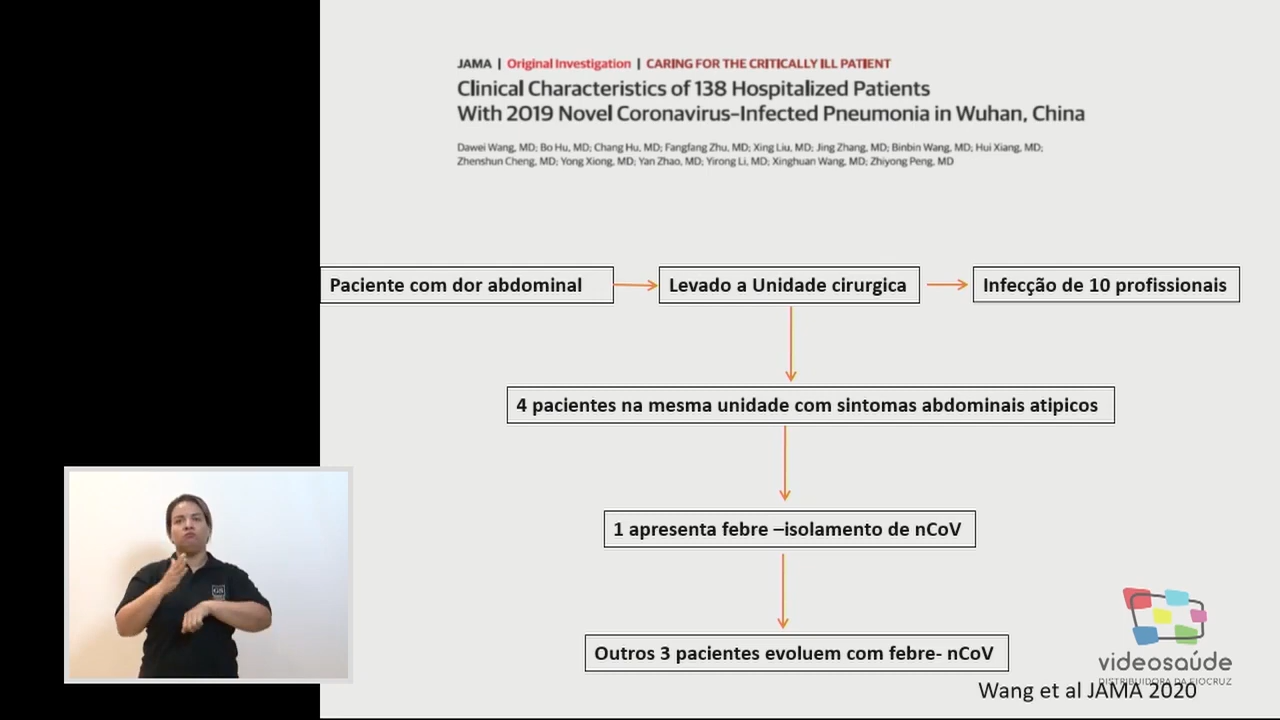 JAMA | Original Investigation | CARING FOR THE CRITICALLY ILL PATIENT
Clinical Characteristics of 138 Hospitalized Patients
With 2019 Novel Coronavirus–Infected Pneumonia in Wuhan, China
Dawei Wang, MD; Bo Hu, MD; Chang Hu, MD; Fangfang Zhu, MD; Xing Liu, MD; Jing Zhang, MD; Binbin Wang, MD; Hui Xiang, MD;
Zhenshun Cheng, MD; Yong Xiong, MD; Yan Zhao, MD; Yirong Li, MD; Xinghuan Wang, MD; Zhiyong Peng, MD
Paciente com dor abdominal
Levado a Unidade cirurgica
Infecção de 10 profissionais
4 pacientes na mesma unidade com sintomas abdominais atipicos
1 apresenta febre –isolamento de nCoV
Outros 3 pacientes evoluem com febre- nCoV
videosaúde
DISTRIBUIDORA DA FIOCRUZ
Wang et al JAMA 2020